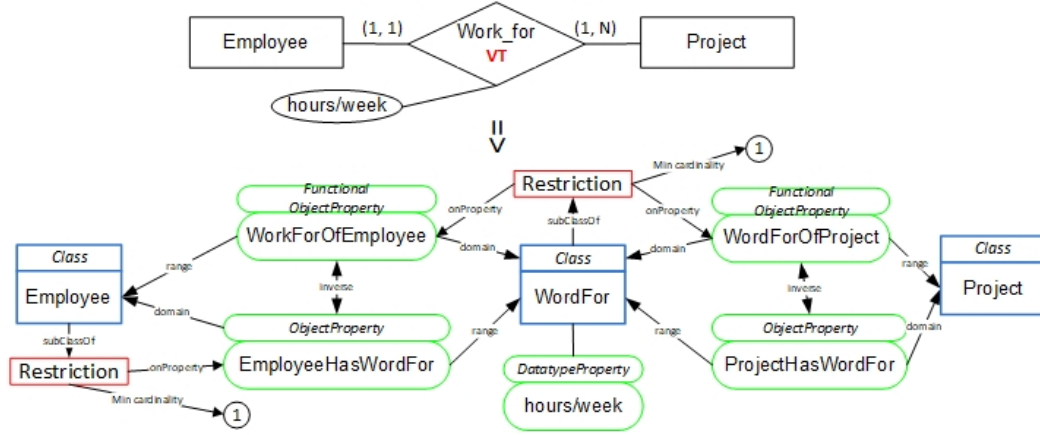 Employee
(1, 1)
Work_for
VT
(1, N)
Project
hours/week
=>
1
Min cardinality
Restriction
Functional
ObjectProperty
WorkForOfEmployee
onProperty
onProperty
subClassOf
Functional
ObjectProperty
WordForOfProject
Class
Employee
range
domain
Class
WordFor
domain
range
Class
Project
inverse
inverse
domain
ObjectProperty
EmployeeHasWordFor
range
range
ObjectProperty
ProjectHasWordFor
domain
subClassOf
Restriction
onProperty
Min cardinality
1
DatatypeProperty
hours/week